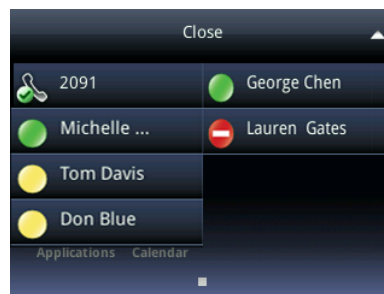 Close
2091
George Chen
Michelle ...
Lauren Gates
Tom Davis
Don Blue
Applications Calendar